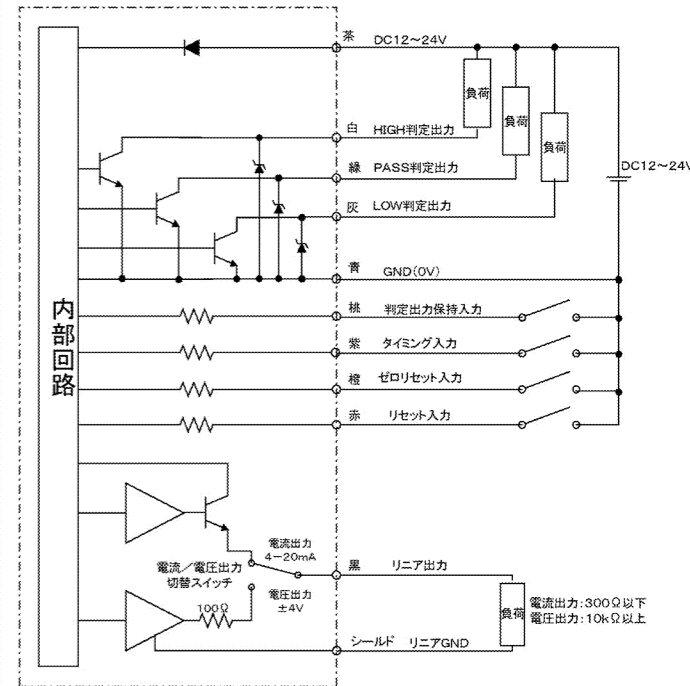 茶 DC12～24V
負荷
負荷
負荷
白 HIGH判定出力
緑 PASS判定出力
DC12～24V
灰 LOW判定出力
青 GND(0V)
内部回路
桃 判定出力保持入力
紫 タイミング入力
橙 ゼロリセット入力
赤 リセット入力
電流出力
4－20mA
電流／電圧出力
切替スイッチ
黒 リニア出力
電圧出力
±4V
100Ω
負荷
電流出力:300Ω以下
電圧出力:10kΩ以上
シールド リニアGND